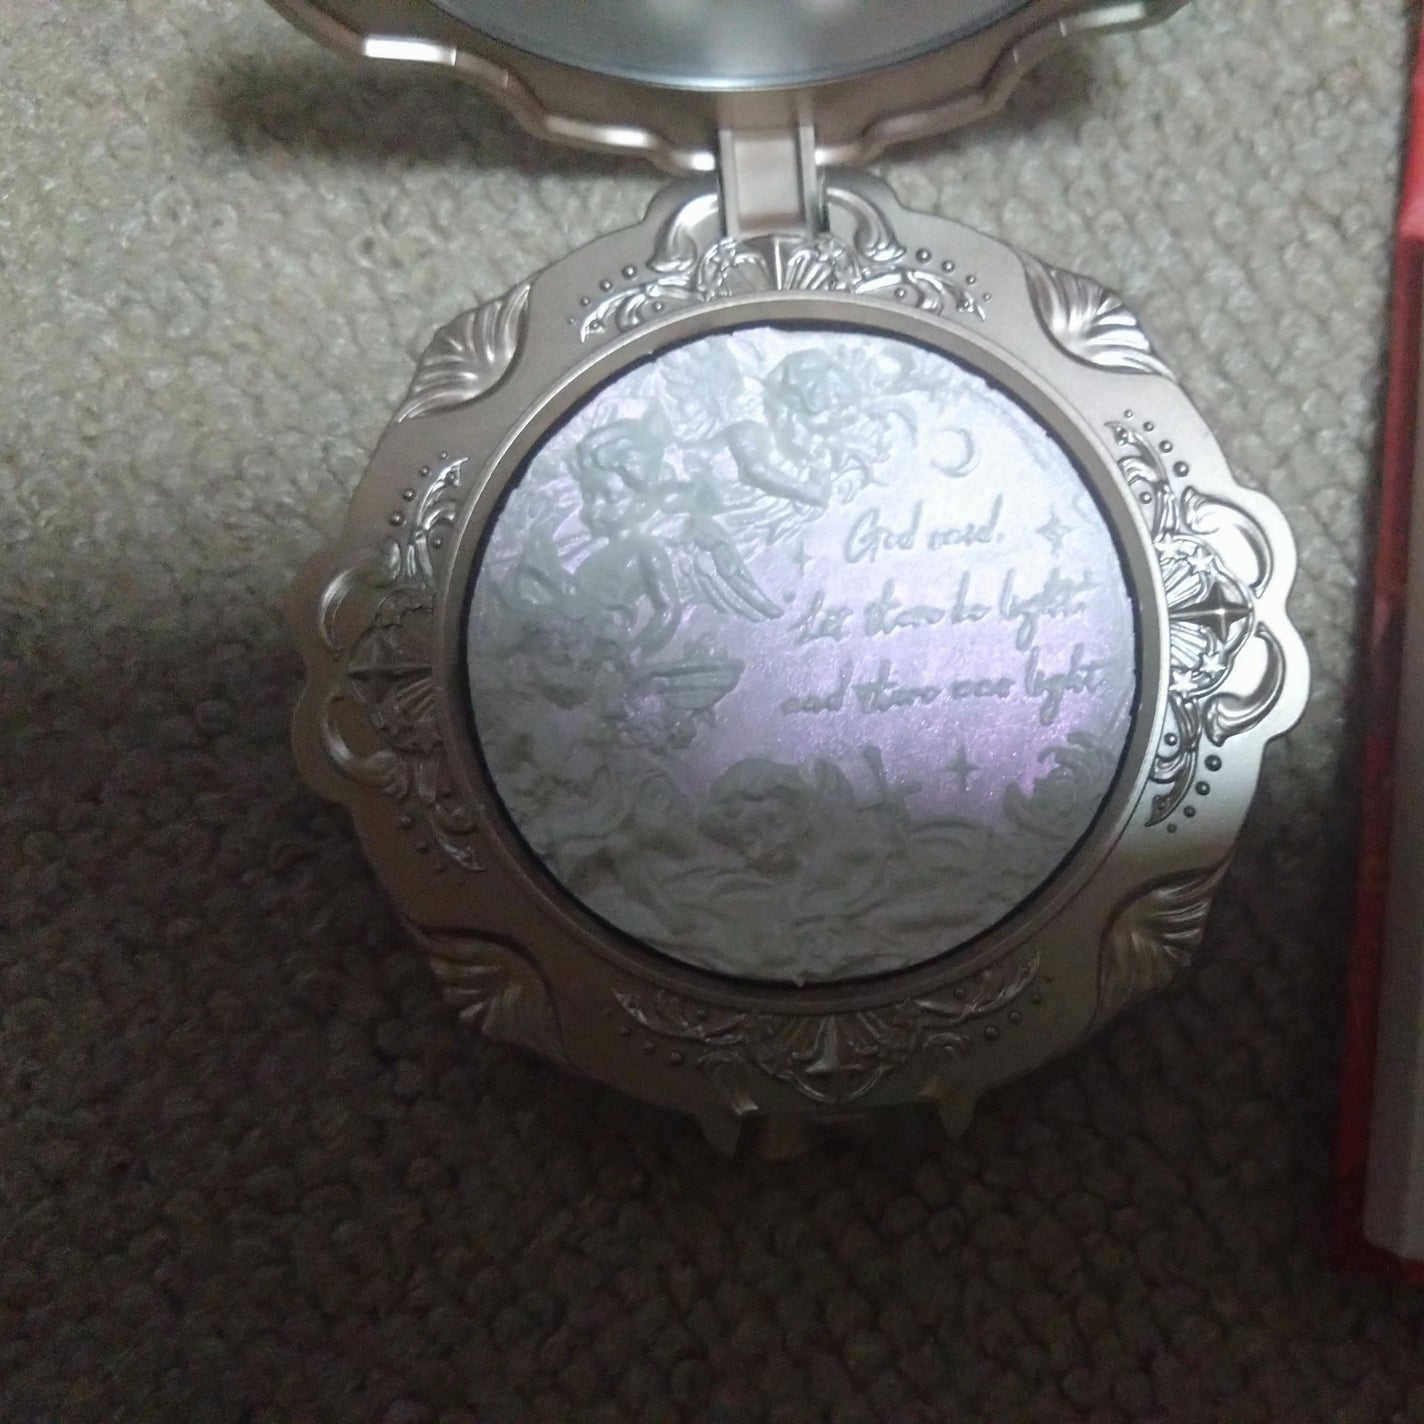 God said,
"Let there be light,"
and there was light.